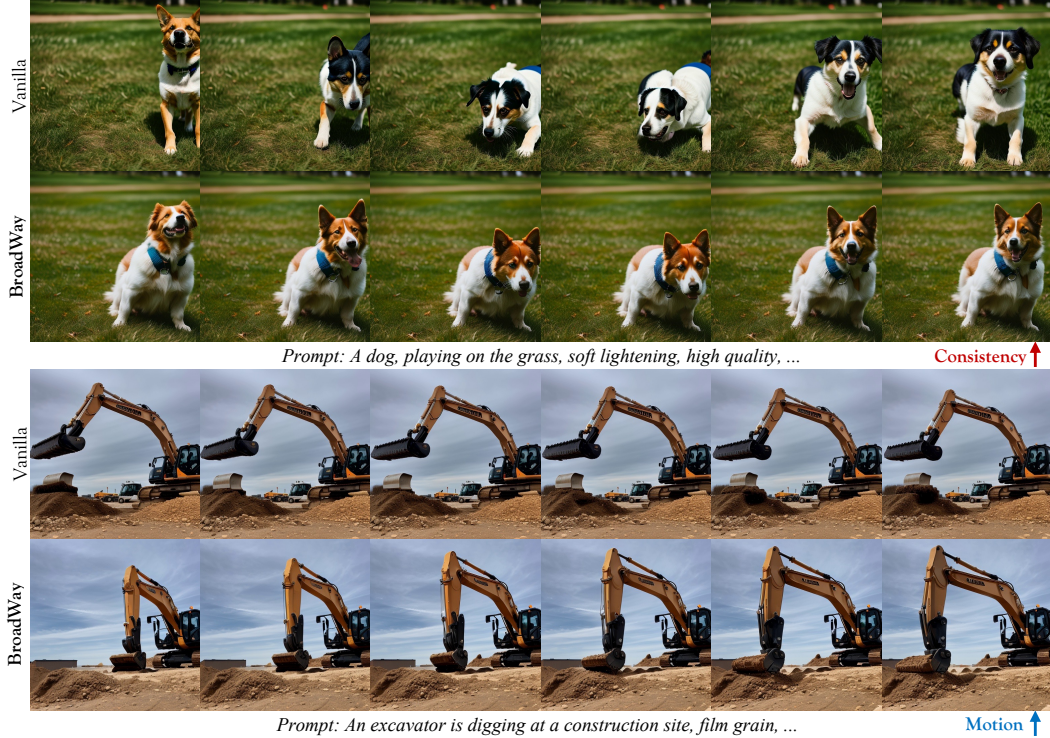 Vanilla
BroadWay
Prompt: A dog, playing on the grass, soft lightening, high quality, ...
Consistency
Vanilla
BroadWay
Prompt: An excavator is digging at a construction site, film grain, ...
Motion